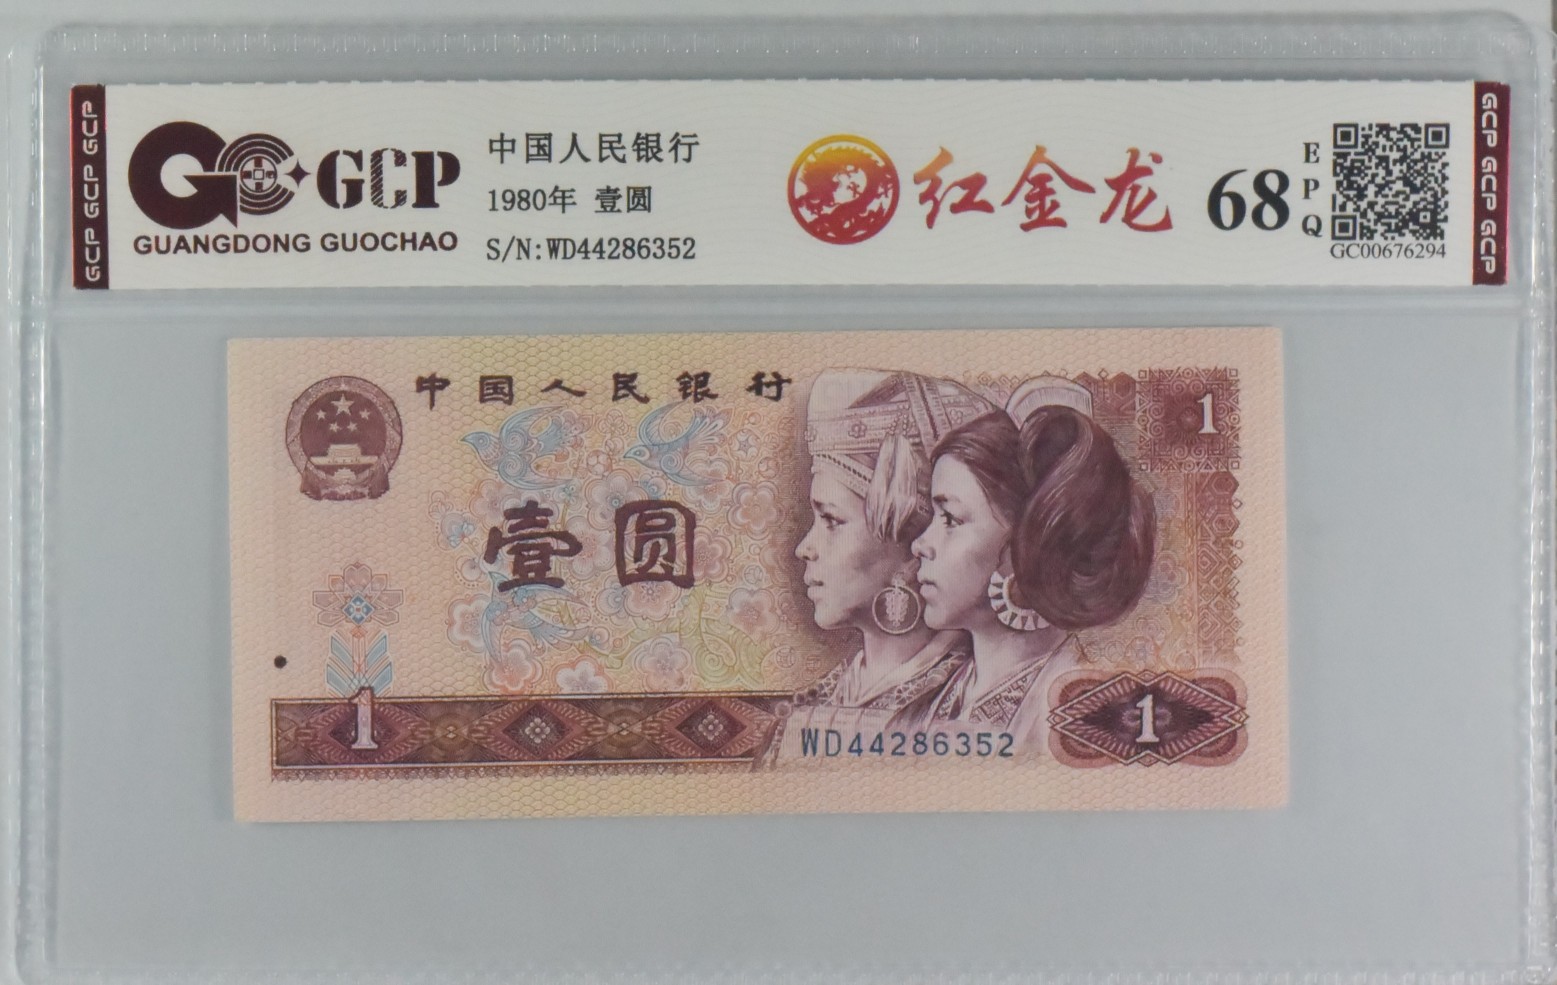 GCP GCP GCP
GCP
GUANGDONG GUOCHAO
中国人民银行
1980年 壹圆
S/N:WD44286352
红金龙
68
EPQ
GC00676294
GCP GCP GCP
中国人民银行
1
壹圆
1
WD44286352
1